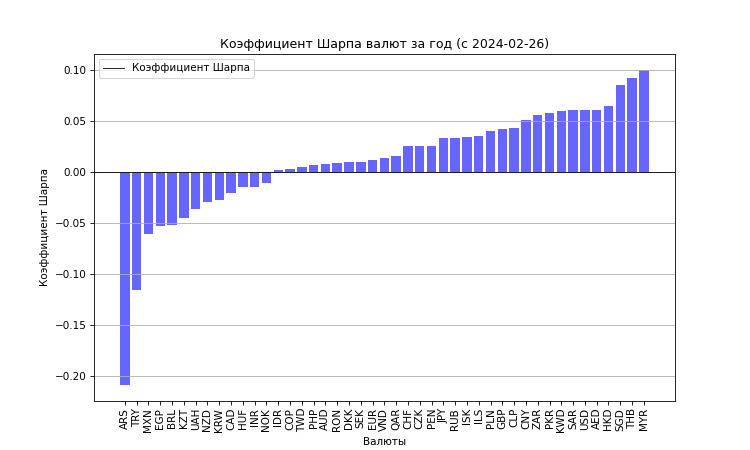 Коэффициент Шарпа валют за год (с 2024-02-26)
Коэффициент Шарпа
0.10
0.05
0.00
−0.05
−0.10
−0.15
−0.20
Коэффициент Шарпа
ARS TRY MXN EGP BRL KZT UAH NZD KRW CAD HUF INR NOK IDR COP TWD PHP AUD RON DKK SEK EUR VND QAR CHF CZK PEN JPY RUB ISK ILS PLN GBP CLP CNY ZAR PKR KWD SAR USD AED HKD SGD THB MYR
Валюты